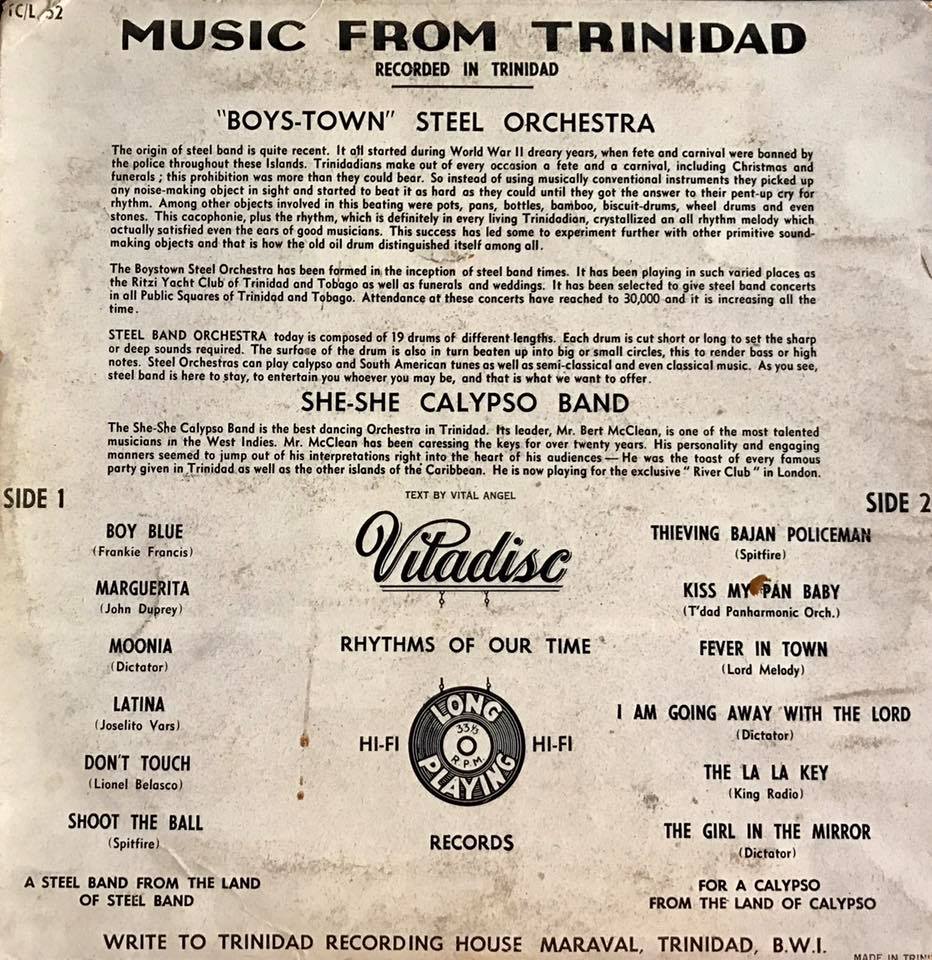 MUSIC FROM TRINIDAD
RECORDED IN TRINIDAD
"BOYS-TOWN" STEEL ORCHESTRA
The origin of steel band is quite recent. It all started during World War II dreary years, when fete and carnival were banned by
the police throughout these Islands. Trinidadians make out of every occasion a fete and a carnival, including Christmas and
funerals ; this prohibition was more than they could bear. So instead of using musically conventional instruments they picked up
any noise-making object in sight and started to beat it as hard as they could until they got the answer to their pent-up cry for
rhythm. Among other objects involved in this beating were pots, pans, bottles, bamboo, biscuit-drums, wheel drums and even
stones. This cacophonie, plus the rhythm, which is definitely in every living Trinidadian, crystallized an all rhythm melody which
actually satisfied even the ears of good musicians. This success has led some to experiment further with other primitive sound-
making objects and that is how the old oil drum distinguished itself among all.
The Boystown Steel Orchestra has been formed in the inception of steel band times. It has been playing in such varied places as
the Ritzi Yacht Club of Trinidad and Tobago as well as funerals and weddings. It has been selected to give steel band concerts
in all Public Squares of Trinidad and Tobago. Attendance at these concerts have reached to 30,000 and it is increasing all the
time.
STEEL BAND ORCHESTRA today is composed of 19 drums of different lengths. Each drum is cut short or long to set the sharp
or deep sounds required. The surface of the drum is also in turn beaten up into big or small circles, this to render bass or high
notes. Steel Orchestras can play calypso and South American tunes as well as semi-classical and even classical music. As you see,
steel band is here to stay, to entertain you whoever you may be, and that is what we want to offer.
SHE-SHE CALYPSO BAND
The She-She Calypso Band is the best dancing Orchestra in Trinidad. Its leader, Mr. Bert McClean, is one of the most talented
musicians in the West Indies. Mr. McClean has been caressing the keys for over twenty years. His personality and engaging
manners seemed to jump out of his interpretations right into the heart of his audiences — He was the toast of every famous
party given in Trinidad as well as the other islands of the Caribbean. He is now playing for the exclusive " River Club " in London.
TEXT BY VITAL ANGEL
SIDE 1
BOY BLUE
(Frankie Francis)
MARGUERITA
(John Duprey)
MOONIA
(Dictator)
LATINA
(Joselito Vars)
DON'T TOUCH
(Lionel Belasco)
SHOOT THE BALL
(Spitfire)
A STEEL BAND FROM THE LAND
OF STEEL BAND
Vitadisc
RHYTHMS OF OUR TIME
HI-FI
LONG
33⅓
R.P.M.
PLAYING
HI-FI
RECORDS
SIDE 2
THIEVING BAJAN POLICEMAN
(Spitfire)
KISS MY PAN BABY
(T'dad Panharmonic Orch.)
FEVER IN TOWN
(Lord Melody)
I AM GOING AWAY WITH THE LORD
(Dictator)
THE LA LA KEY
(King Radio)
THE GIRL IN THE MIRROR
(Dictator)
FOR A CALYPSO
FROM THE LAND OF CALYPSO
WRITE TO TRINIDAD RECORDING HOUSE MARAVAL, TRINIDAD, B.W.I.
MADE IN